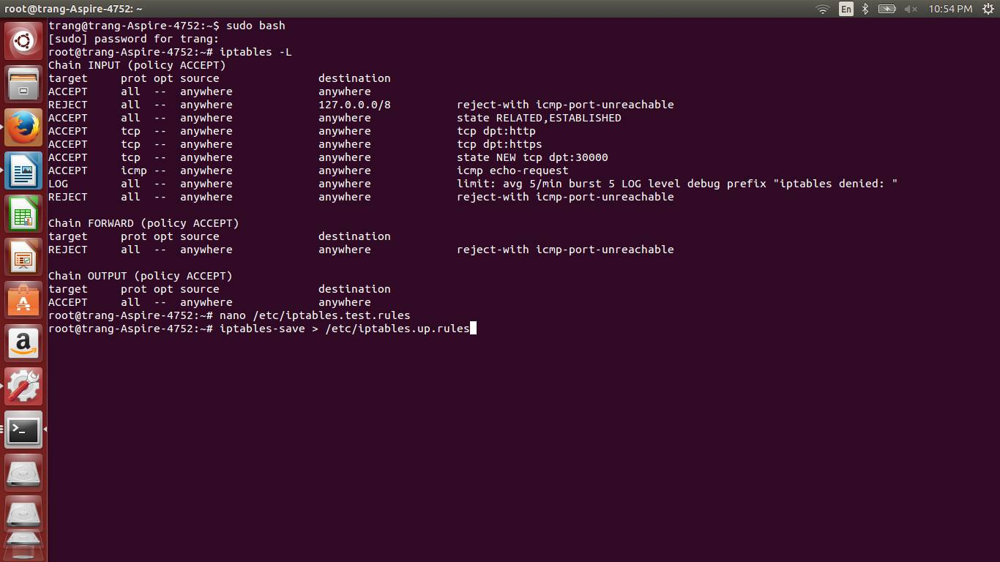 root@trang-Aspire-4752: ~
En
10:54 PM
trang@trang-Aspire-4752:~$ sudo bash
[sudo] password for trang:
root@trang-Aspire-4752:~# iptables -L
Chain INPUT (policy ACCEPT)
target     prot opt source               destination
ACCEPT     all  --  anywhere             anywhere
REJECT     all  --  anywhere             127.0.0.0/8          reject-with icmp-port-unreachable
ACCEPT     all  --  anywhere             anywhere             state RELATED,ESTABLISHED
ACCEPT     tcp  --  anywhere             anywhere             tcp dpt:http
ACCEPT     tcp  --  anywhere             anywhere             tcp dpt:https
ACCEPT     tcp  --  anywhere             anywhere             state NEW tcp dpt:30000
ACCEPT     icmp --  anywhere             anywhere             icmp echo-request
LOG        all  --  anywhere             anywhere             limit: avg 5/min burst 5 LOG level debug prefix "iptables denied: "
REJECT     all  --  anywhere             anywhere             reject-with icmp-port-unreachable
Chain FORWARD (policy ACCEPT)
target     prot opt source               destination
REJECT     all  --  anywhere             anywhere             reject-with icmp-port-unreachable
Chain OUTPUT (policy ACCEPT)
target     prot opt source               destination
ACCEPT     all  --  anywhere             anywhere
root@trang-Aspire-4752:~# nano /etc/iptables.test.rules
root@trang-Aspire-4752:~# iptables-save > /etc/iptables.up.rules